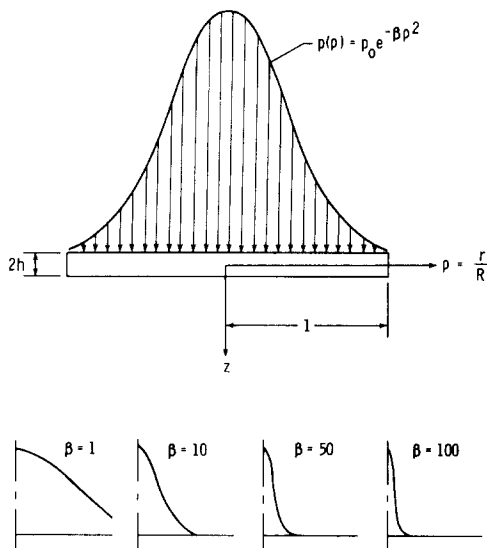 p(ρ) = p₀e^{-βρ²}
2h
ρ = r/R
1
z
β = 1
β = 10
β = 50
β = 100